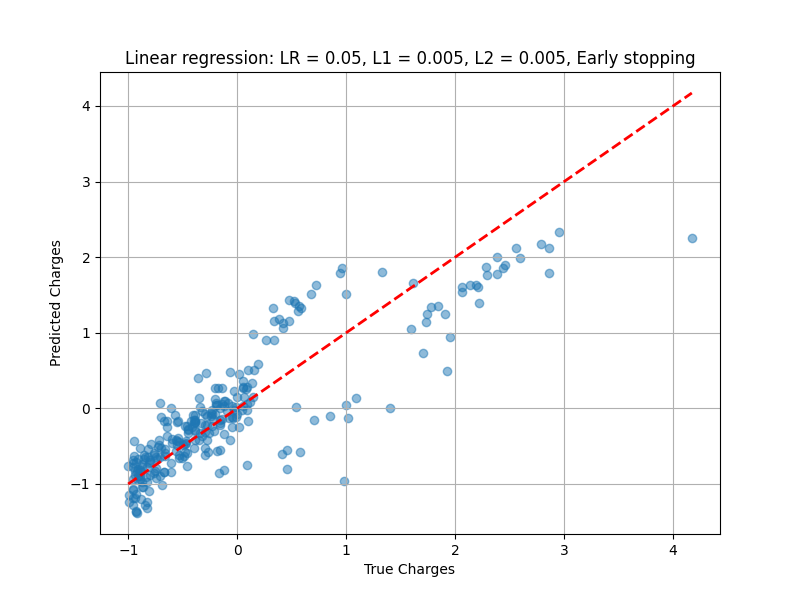 Linear regression: LR = 0.05, L1 = 0.005, L2 = 0.005, Early stopping
4
3
2
1
0
−1
Predicted Charges
−1 0 1 2 3 4
True Charges